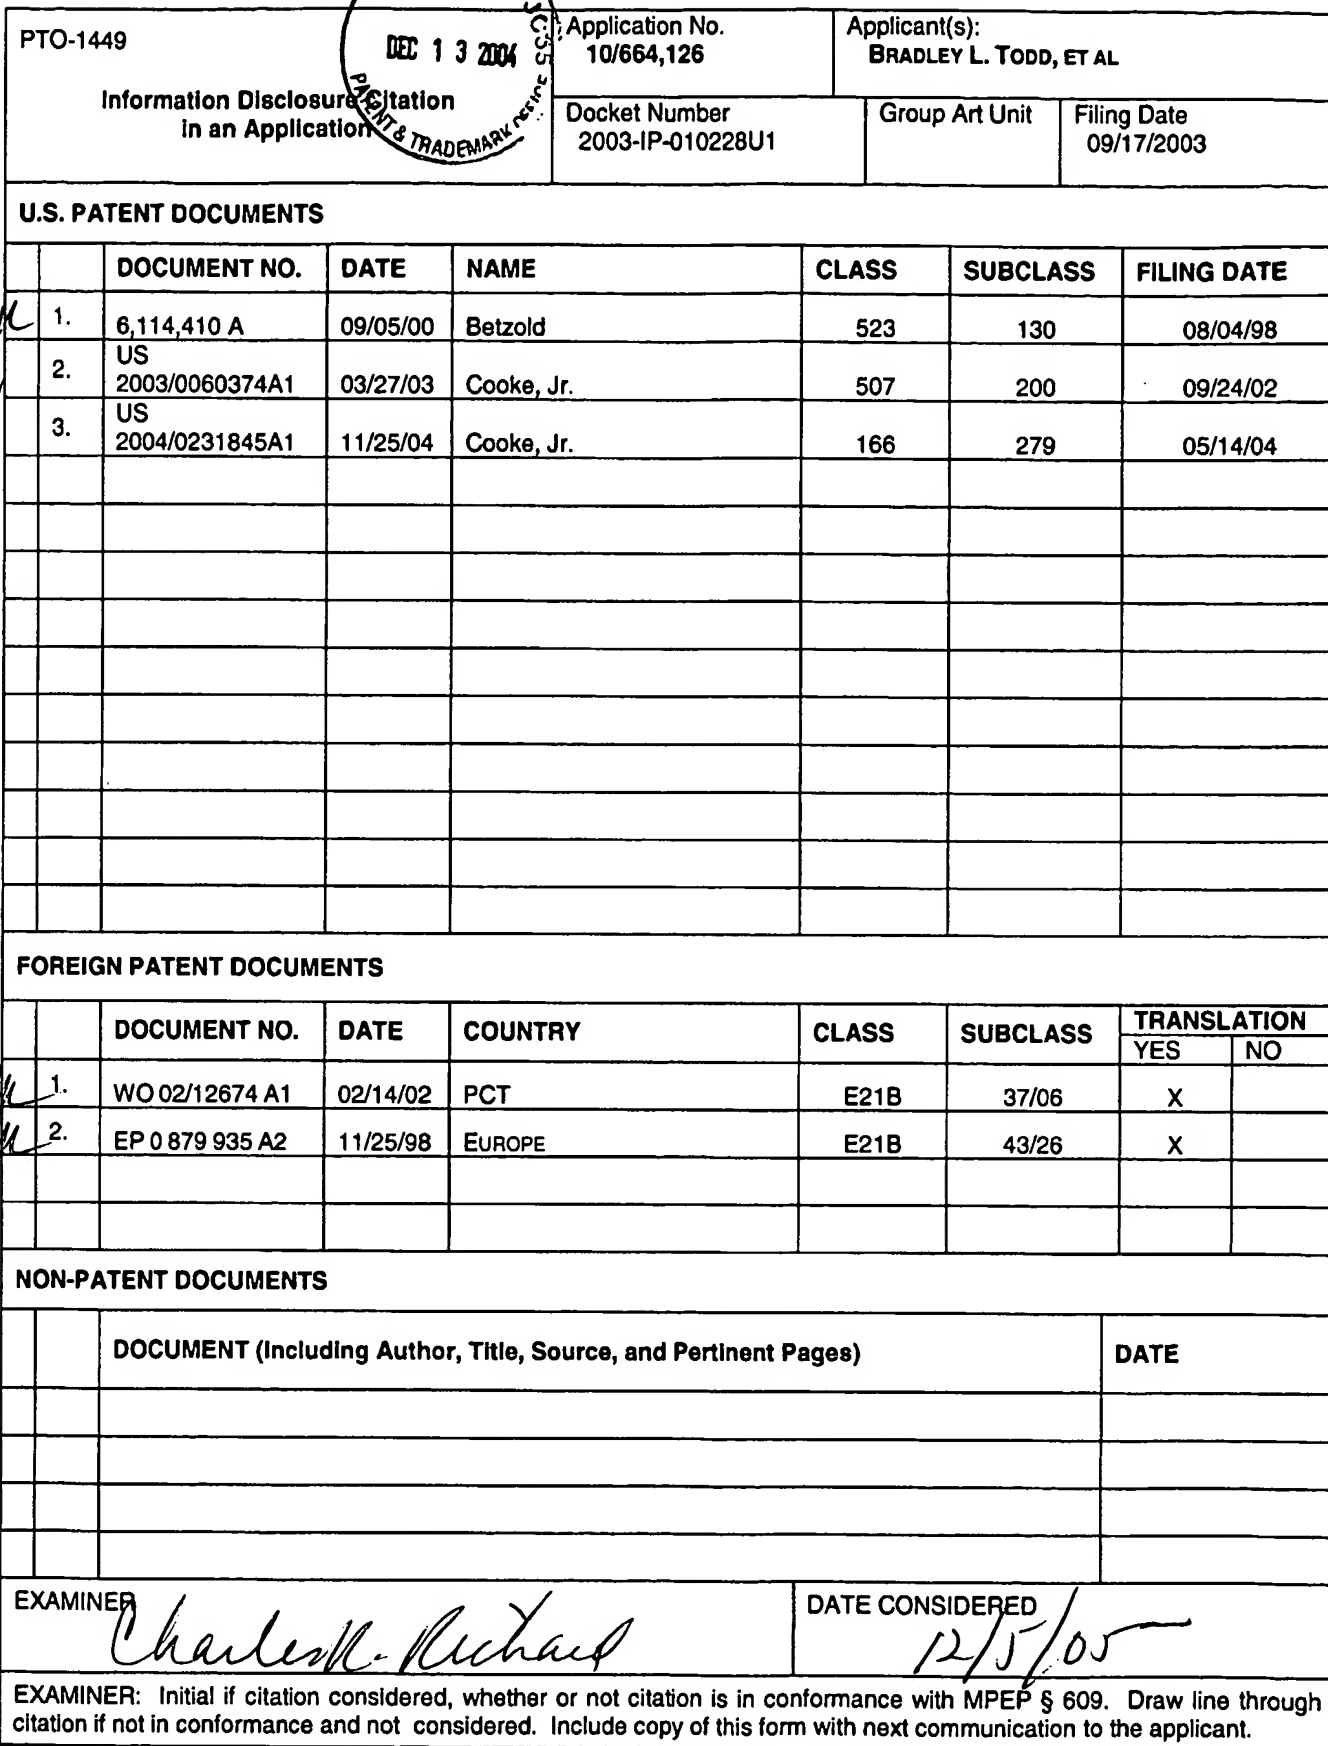 PTO-1449
Information Disclosure Citation
in an Application
DEC 1 3 2004
PATENT & TRADEMARK OFFICE
Application No.
10/664,126
Applicant(s):
BRADLEY L. TODD, ET AL
Docket Number
2003-IP-010228U1
Group Art Unit
Filing Date
09/17/2003
U.S. PATENT DOCUMENTS
DOCUMENT NO. DATE NAME CLASS SUBCLASS FILING DATE
1. 6,114,410 A 09/05/00 Betzold 523 130 08/04/98
2. US
2003/0060374A1 03/27/03 Cooke, Jr. 507 200 09/24/02
3. US
2004/0231845A1 11/25/04 Cooke, Jr. 166 279 05/14/04
FOREIGN PATENT DOCUMENTS
DOCUMENT NO. DATE COUNTRY CLASS SUBCLASS TRANSLATION
YES NO
1. WO 02/12674 A1 02/14/02 PCT E21B 37/06 X
2. EP 0 879 935 A2 11/25/98 EUROPE E21B 43/26 X
NON-PATENT DOCUMENTS
DOCUMENT (Including Author, Title, Source, and Pertinent Pages) DATE
EXAMINER
Charles R. Richard
DATE CONSIDERED
12/5/05
EXAMINER: Initial if citation considered, whether or not citation is in conformance with MPEP § 609. Draw line through
citation if not in conformance and not considered. Include copy of this form with next communication to the applicant.